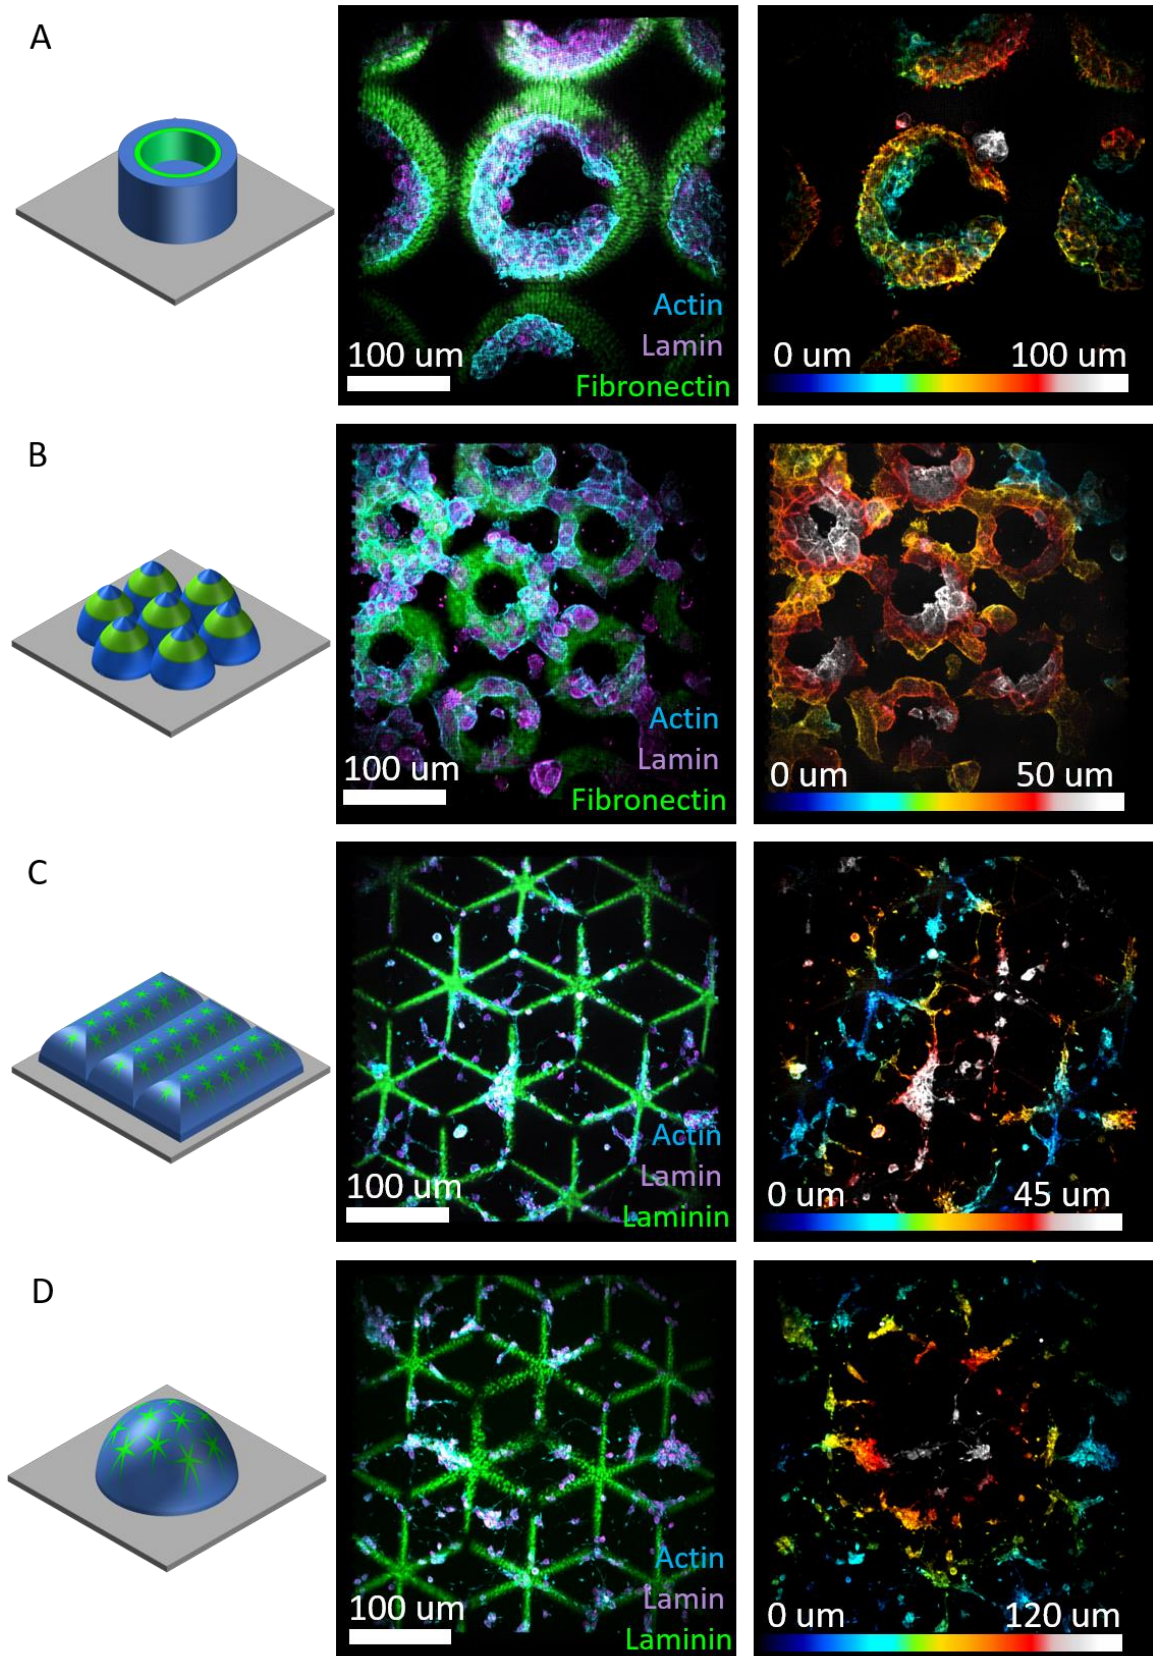 A
Actin
Lamin
Fibronectin
100 um
0 um 100 um
B
Actin
Lamin
Fibronectin
100 um
0 um 50 um
C
Actin
Lamin
Laminin
100 um
0 um 45 um
D
Actin
Lamin
Laminin
100 um
0 um 120 um